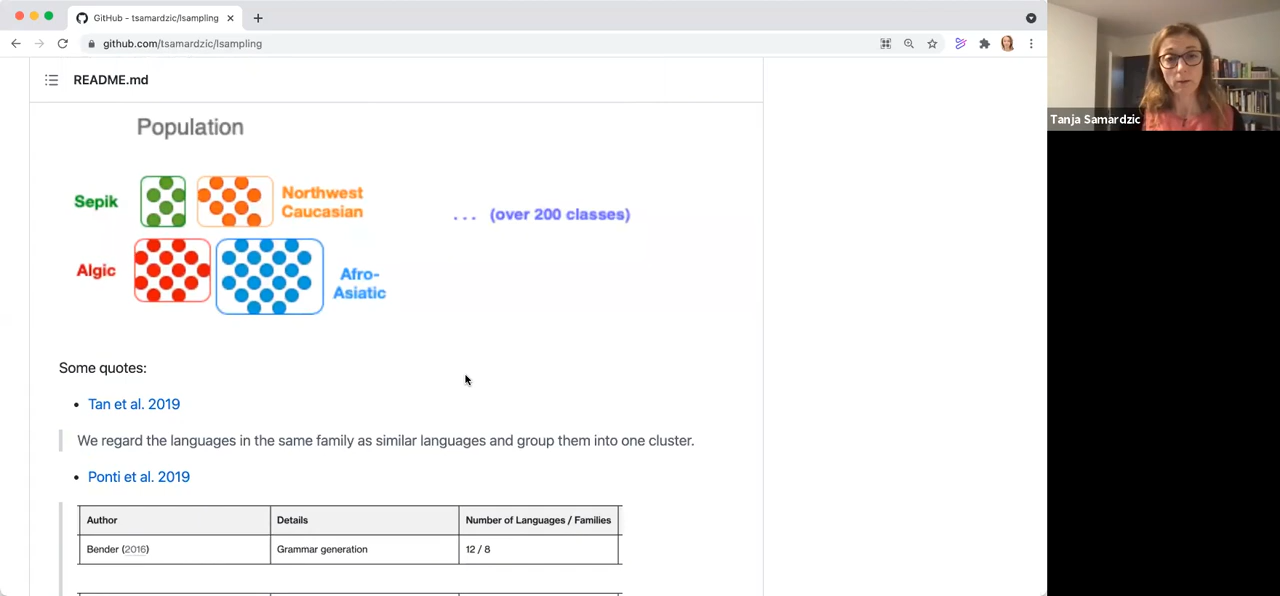 GitHub - tsamardzic/lsampling
github.com/tsamardzic/lsampling
README.md
Tanja Samardzic
Population
Sepik
Northwest
Caucasian
... (over 200 classes)
Algic
Afro-
Asiatic
Some quotes:
• Tan et al. 2019
We regard the languages in the same family as similar languages and group them into one cluster.
• Ponti et al. 2019
Author Details Number of Languages / Families
Bender (2016) Grammar generation 12 / 8